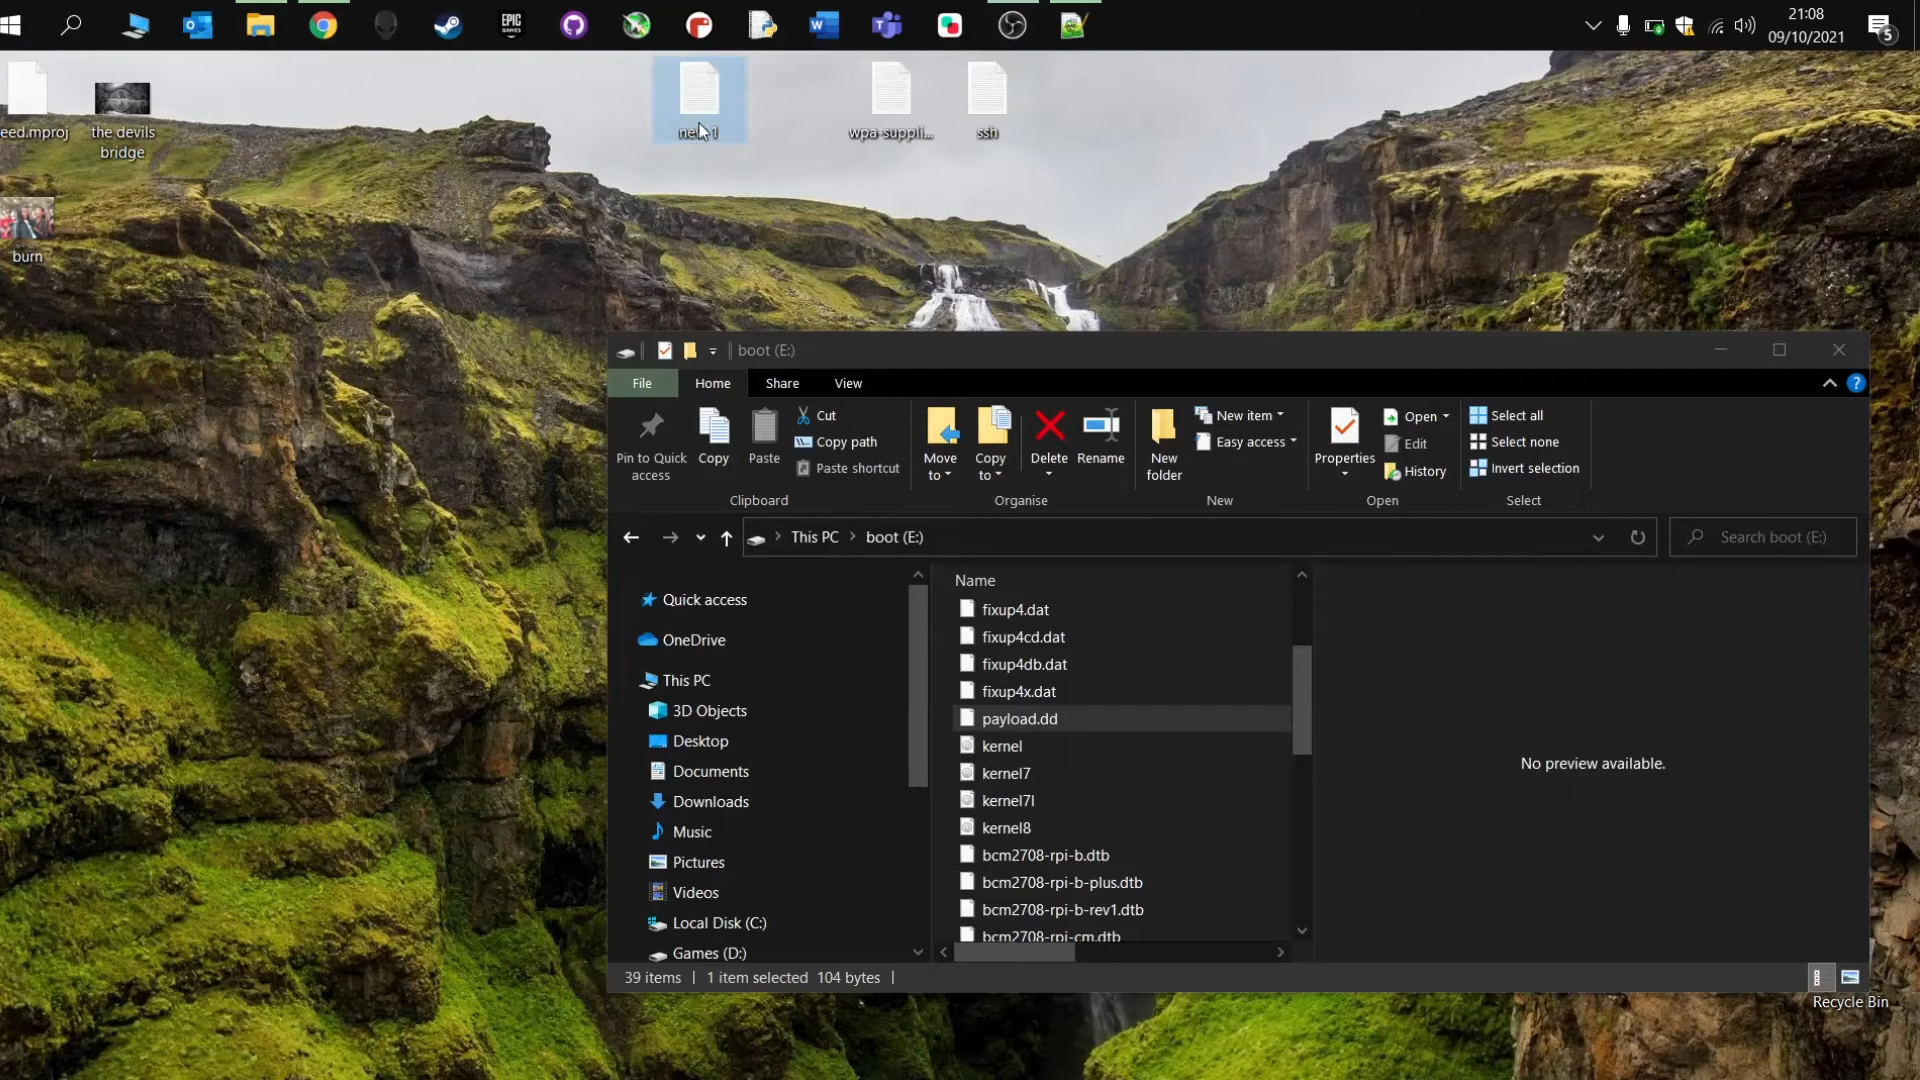 EPIC
GAMES
21:08
09/10/2021
5
eed.mproj
the devils
bridge
wpa-suppli...
ssh
burn
boot (E:)
File
Home
Share
View
Pin to Quick
access
Copy
Paste
Cut
Copy path
Paste shortcut
Clipboard
Move
to
Copy
to
Delete
Rename
Organise
New
folder
New item
Easy access
New
Properties
Open
Edit
History
Open
Select all
Select none
Invert selection
Select
This PC
boot (E:)
Search boot (E:)
Quick access
OneDrive
This PC
3D Objects
Desktop
Documents
Downloads
Music
Pictures
Videos
Local Disk (C:)
Games (D:)
Name
fixup4.dat
fixup4cd.dat
fixup4db.dat
fixup4x.dat
payload.dd
kernel
kernel7
kernel7l
kernel8
bcm2708-rpi-b.dtb
bcm2708-rpi-b-plus.dtb
bcm2708-rpi-b-rev1.dtb
bcm2708-rpi-cm.dtb
No preview available.
39 items
1 item selected 104 bytes
Recycle Bin